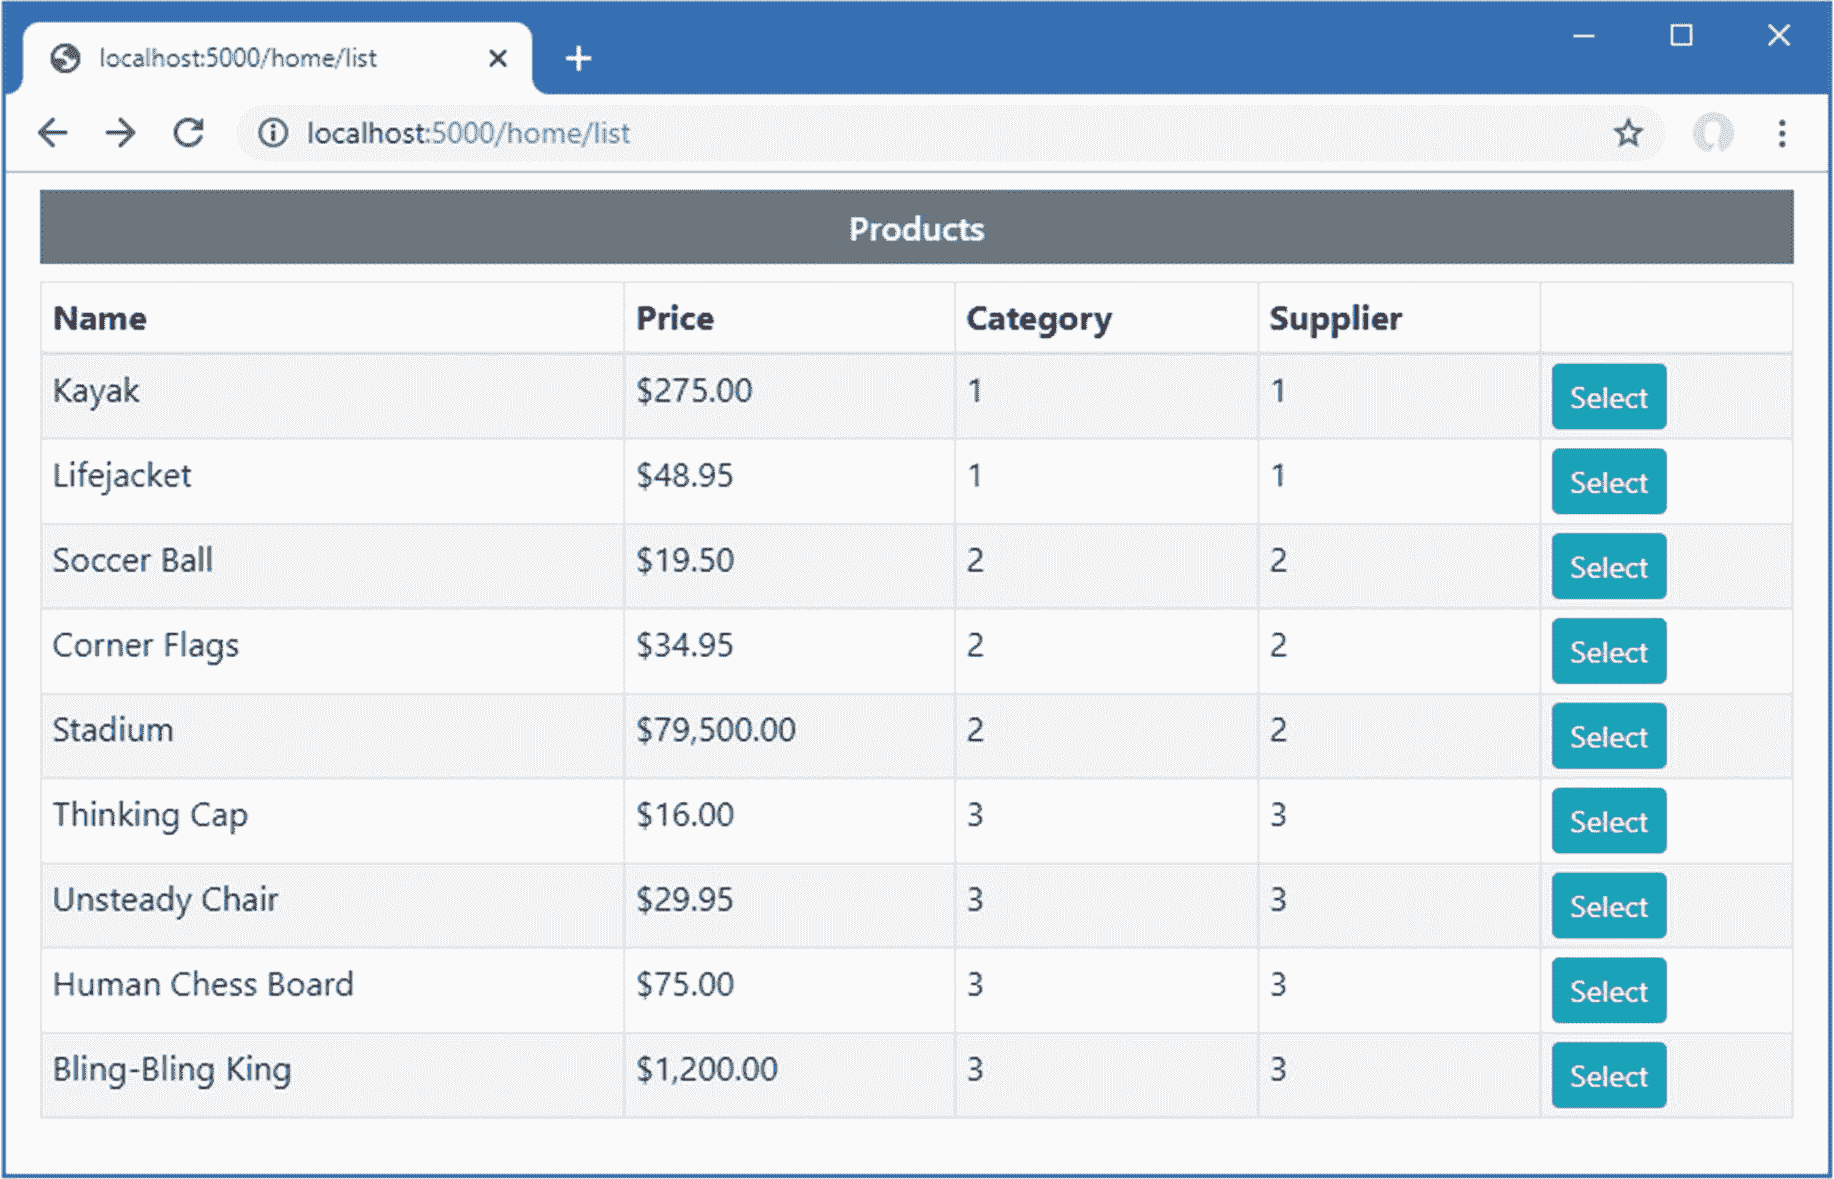 localhost:5000/home/list
localhost:5000/home/list
Products
Name Price Category Supplier
Kayak $275.00 1 1 Select
Lifejacket $48.95 1 1 Select
Soccer Ball $19.50 2 2 Select
Corner Flags $34.95 2 2 Select
Stadium $79,500.00 2 2 Select
Thinking Cap $16.00 3 3 Select
Unsteady Chair $29.95 3 3 Select
Human Chess Board $75.00 3 3 Select
Bling-Bling King $1,200.00 3 3 Select